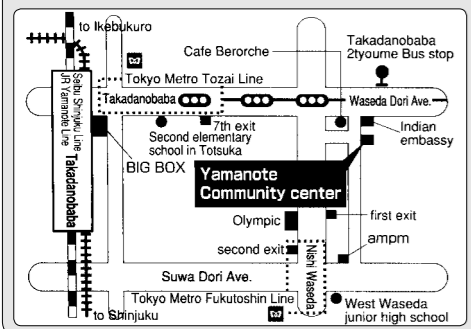 to Ikebukuro
Cafe Berorche
Takadanobaba
2tyoume Bus stop
Tokyo Metro Tozai Line
Takadanobaba
Waseda Dori Ave.
7th exit
Second elementary
school in Totsuka
Indian
embassy
Seibu Shinjuku Line
JR Yamanote Line
Takadanobaba
BIG BOX
Yamanote
Community center
Olympic
first exit
second exit
ampm
Nishi Waseda
Suwa Dori Ave.
Tokyo Metro Fukutoshin Line
West Waseda
junior high school
to Shinjuku